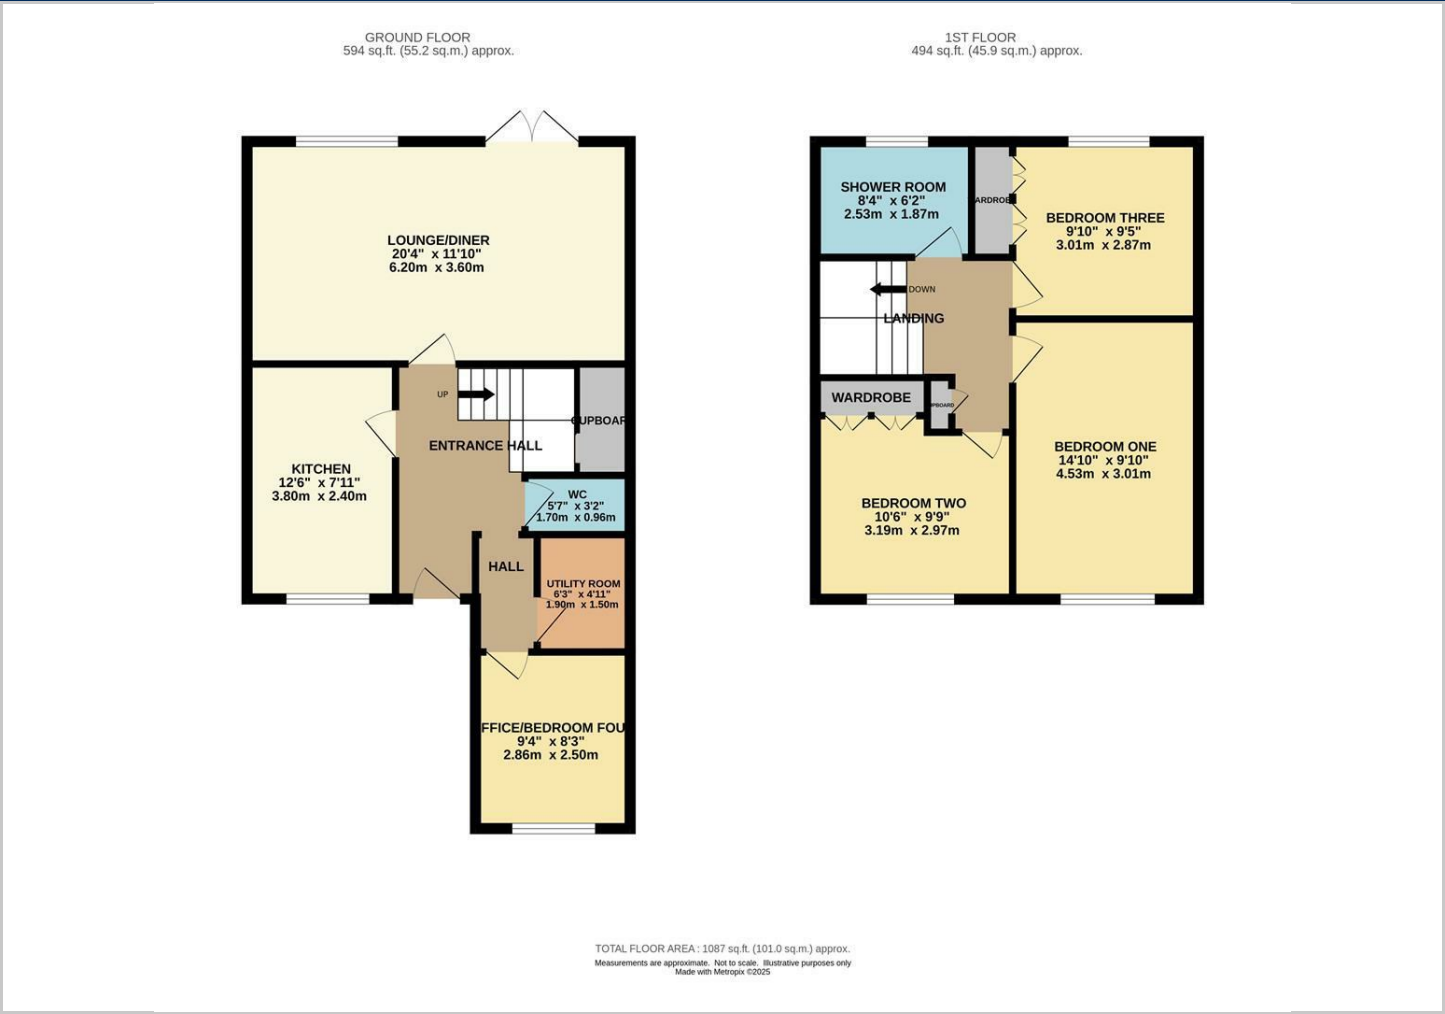 GROUND FLOOR
594 sq.ft. (55.2 sq.m.) approx.
1ST FLOOR
494 sq.ft. (45.9 sq.m.) approx.
LOUNGE/DINER
20'4" x 11'10"
6.20m x 3.60m
UP
CUPBOAR
ENTRANCE HALL
KITCHEN
12'6" x 7'11"
3.80m x 2.40m
WC
5'7" x 3'2"
1.70m x 0.96m
HALL
UTILITY ROOM
6'3" x 4'11"
1.90m x 1.50m
FFICE/BEDROOM FOU
9'4" x 8'3"
2.86m x 2.50m
SHOWER ROOM
8'4" x 6'2"
2.53m x 1.87m
ARDROB
BEDROOM THREE
9'10" x 9'5"
3.01m x 2.87m
DOWN
LANDING
WARDROBE
PBOARD
BEDROOM ONE
14'10" x 9'10"
4.53m x 3.01m
BEDROOM TWO
10'6" x 9'9"
3.19m x 2.97m
TOTAL FLOOR AREA : 1087 sq.ft. (101.0 sq.m.) approx.
Measurements are approximate. Not to scale. Illustrative purposes only
Made with Metropix ©2025